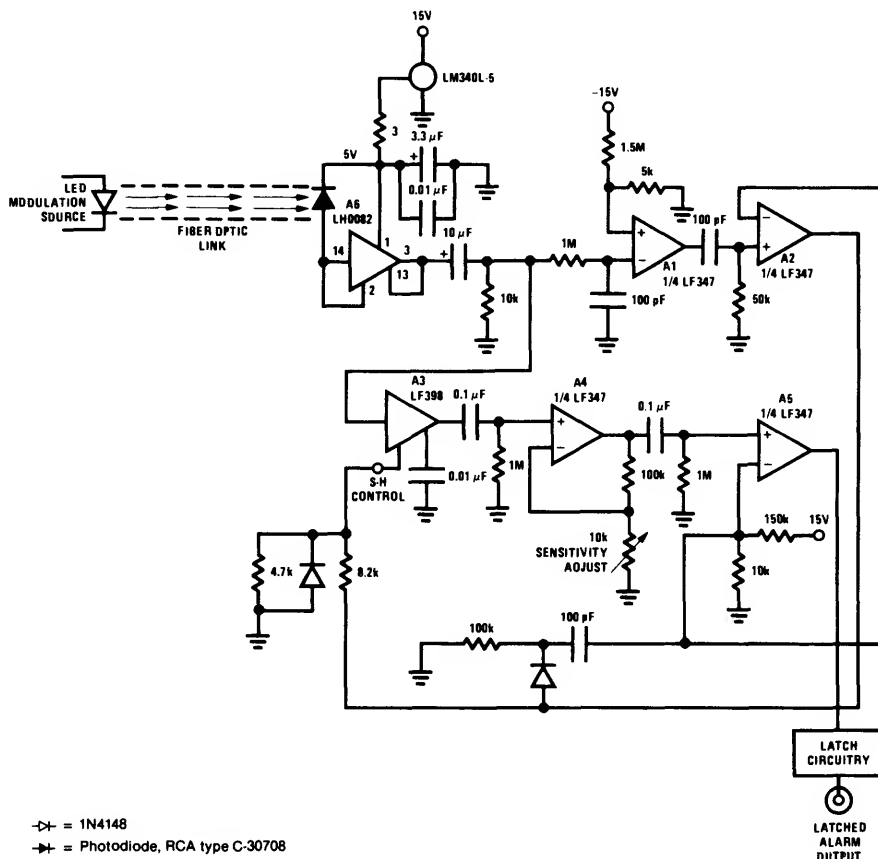 15V
LM340L-5
3
5V
3.3 µF
+
0.01 µF
LED
MODULATION
SOURCE
FIBER OPTIC
LINK
A6
LH0082
14
1
2
3
13
10 µF
+
10k
-15V
1.5M
5k
1M
100 pF
+
-
A1
1/4 LF347
100 pF
50k
-
+
A2
1/4 LF347
A3
LF398
S-H
CONTROL
0.01 µF
0.1 µF
1M
A4
1/4 LF347
+
-
100k
10k
SENSITIVITY
ADJUST
0.1 µF
1M
A5
1/4 LF347
+
-
150k
15V
10k
4.7k
8.2k
100k
100 pF
LATCH
CIRCUITRY
LATCHED
ALARM
OUTPUT
= 1N4148
= Photodiode, RCA type C-30708